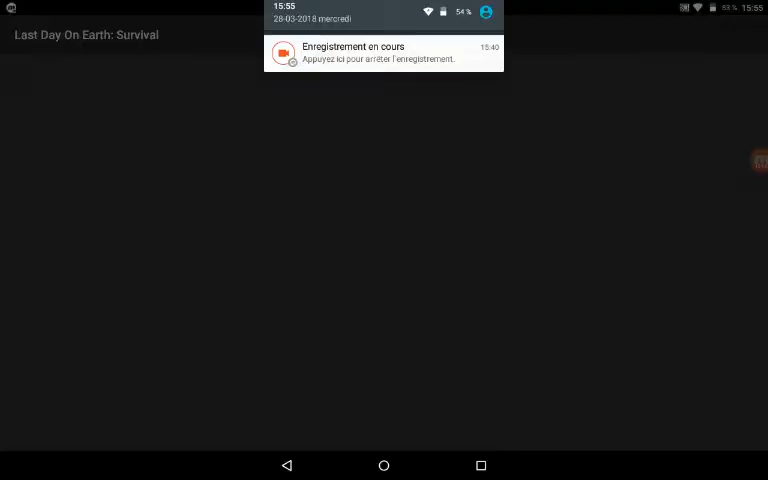 15:55
54 %
28-03-2018 mercredi
15:55
Last Day On Earth: Survival
Enregistrement en cours
15:40
Appuyez ici pour arrêter l'enregistrement.